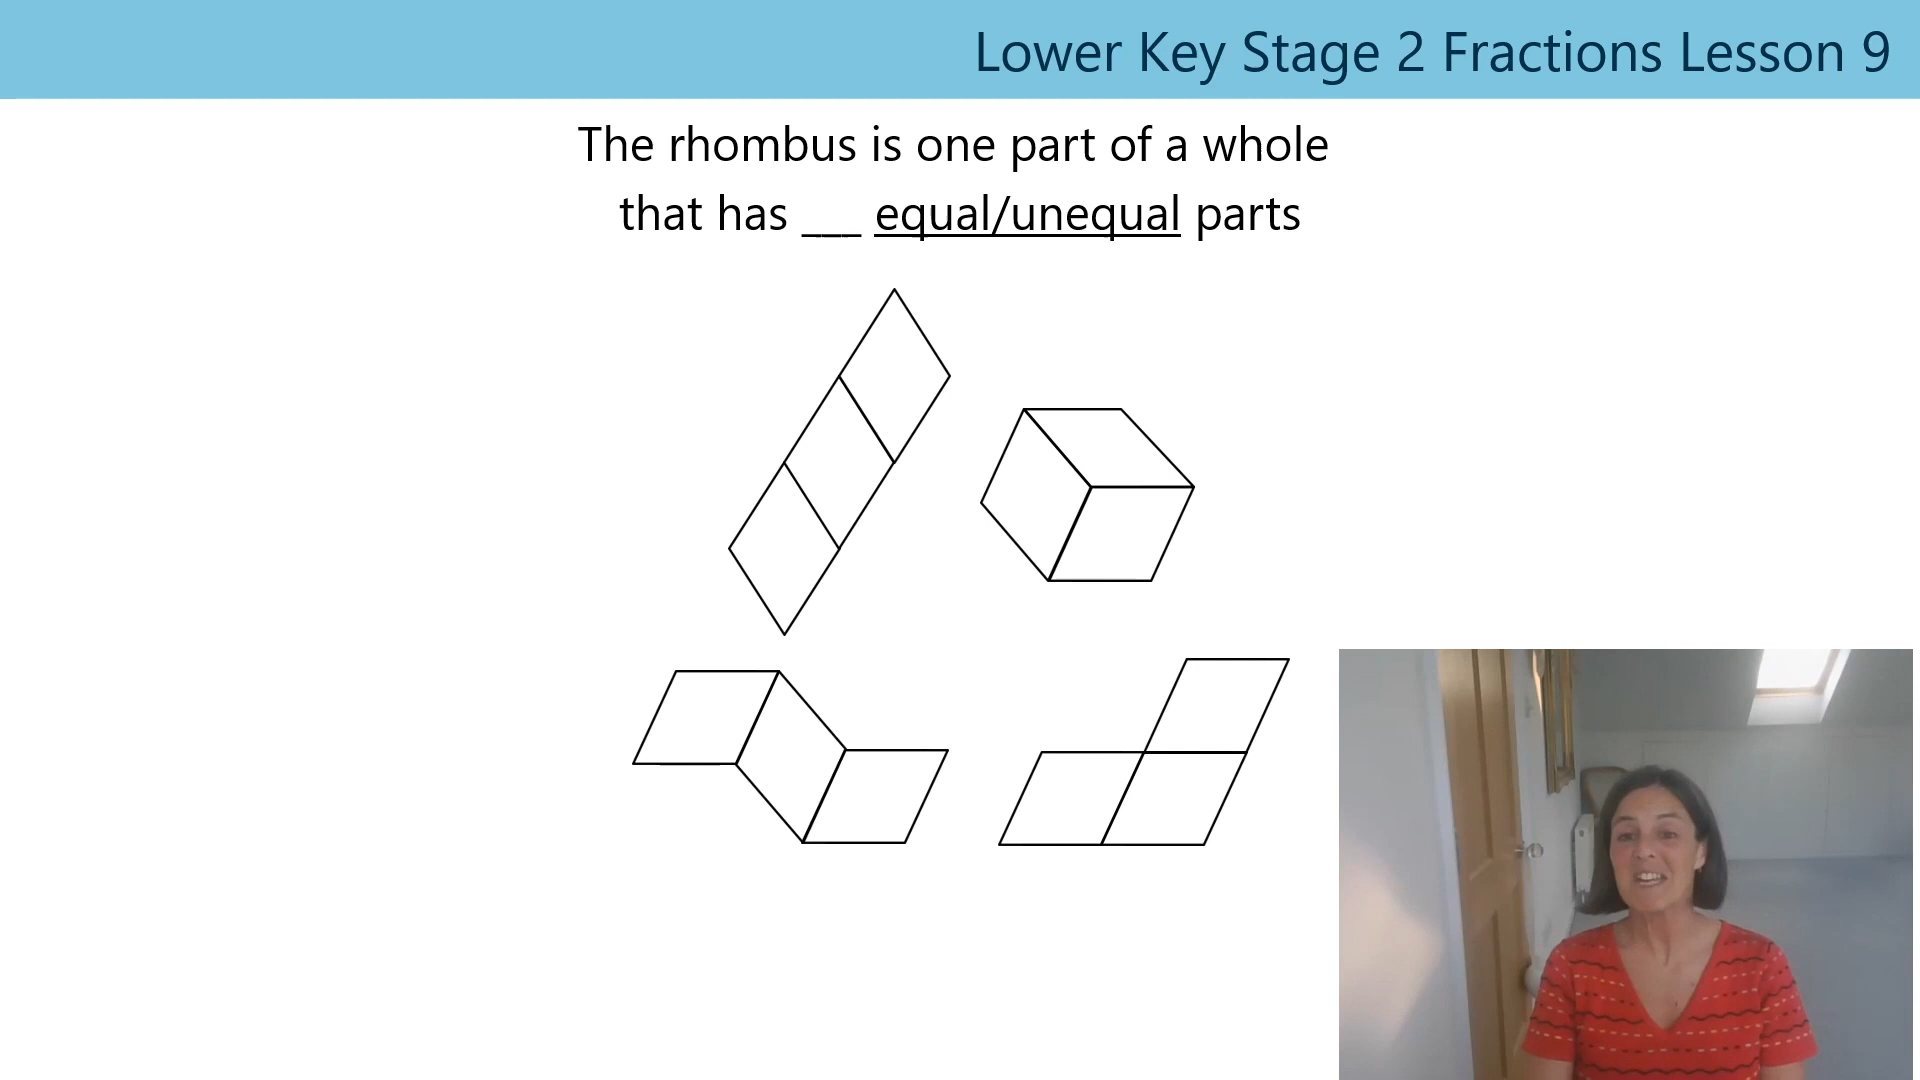 Lower Key Stage 2 Fractions Lesson 9
The rhombus is one part of a whole
that has ___ equal/unequal parts